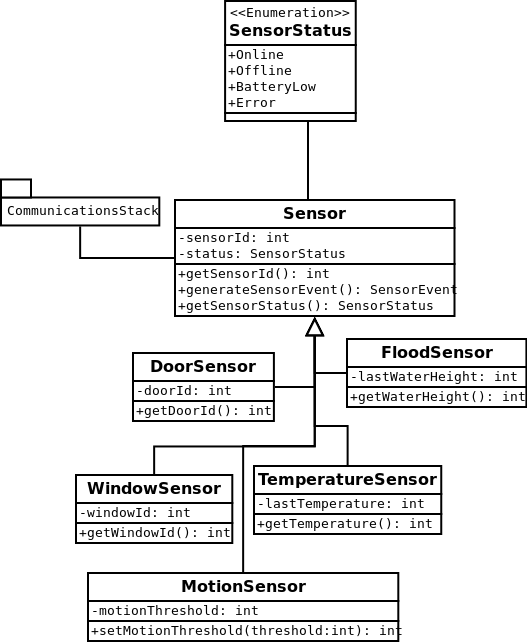 <<Enumeration>>
SensorStatus
+Online
+Offline
+BatteryLow
+Error
CommunicationsStack
Sensor
-sensorId: int
-status: SensorStatus
+getSensorId(): int
+generateSensorEvent(): SensorEvent
+getSensorStatus(): SensorStatus
DoorSensor
-doorId: int
+getDoorId(): int
FloodSensor
-lastWaterHeight: int
+getWaterHeight(): int
WindowSensor
-windowId: int
+getWindowId(): int
TemperatureSensor
-lastTemperature: int
+getTemperature(): int
MotionSensor
-motionThreshold: int
+setMotionThreshold(threshold:int): int